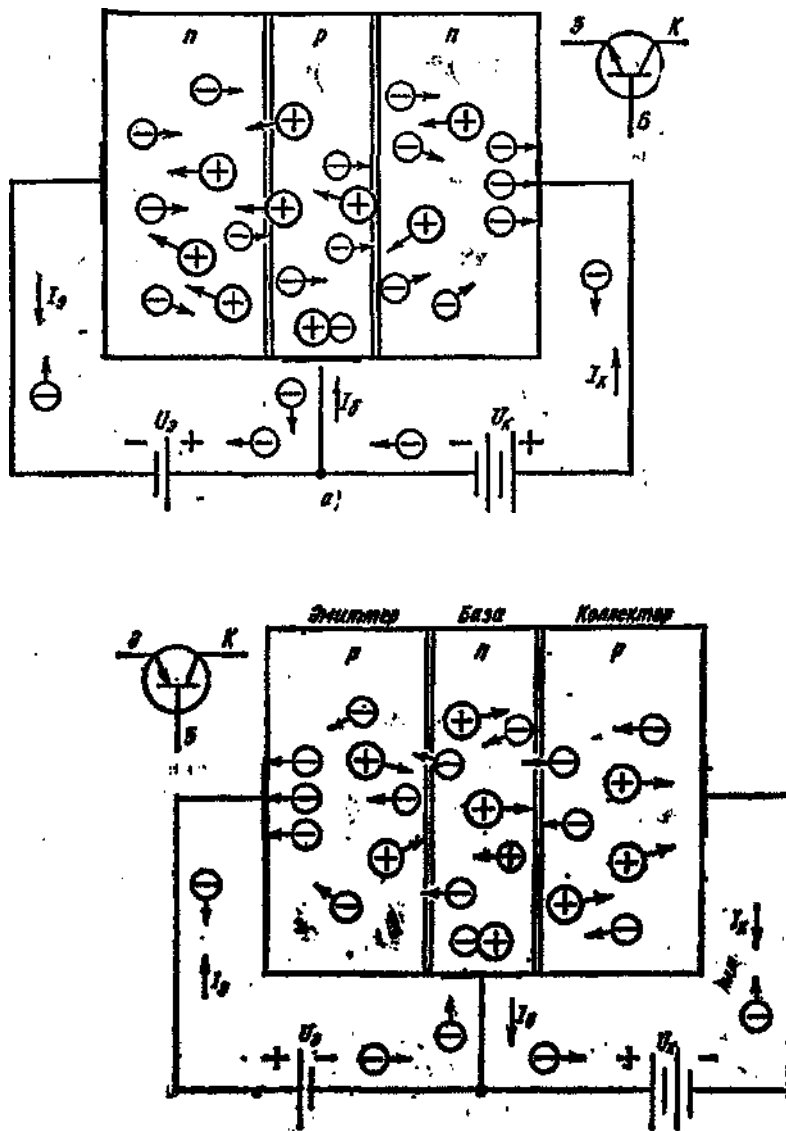 п р п
Э К
Б
Iэ
Iб
Iк
Uэ
Uк
− +
− +
а)
Эмиттер База Коллектор
р п р
Э К
Б
Iэ
Iб
Iк
Uэ
Uк
+ −
+ −